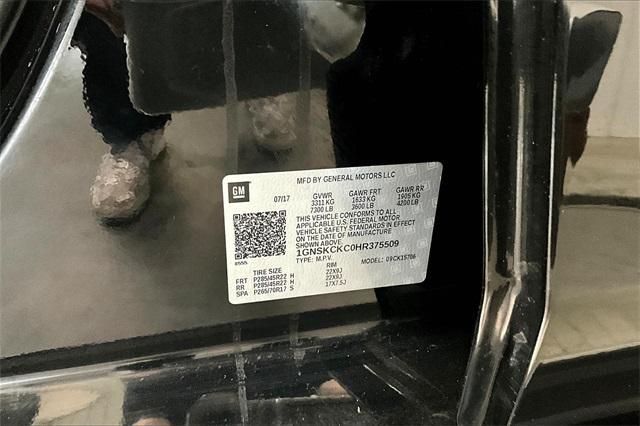 MFD BY GENERAL MOTORS LLC
GM
07/17 GVWR GAWR FRT GAWR RR
3311 KG 1633 KG 1905 KG
7300 LB 3600 LB 4200 LB
THIS VEHICLE CONFORMS TO ALL
APPLICABLE U.S. FEDERAL MOTOR
VEHICLE SAFETY STANDARDS IN EFFECT
ON THE DATE OF MANUFACTURE
SHOWN ABOVE.
1GNSKCKC0HR375509
TYPE: M.P.V. MODEL: 09CK15706
TIRE SIZE RIM
FRT P285/45R22 H 22X9J
RR P285/45R22 H 22X9J
SPA P265/70R17 S 17X7.5J